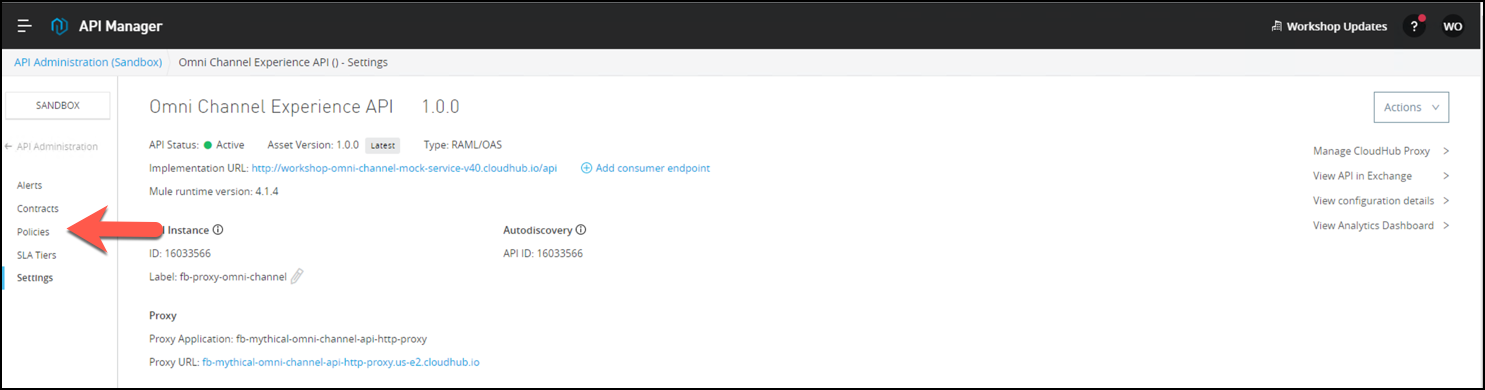 API Manager
Workshop Updates
?
WO
API Administration (Sandbox)
Omni Channel Experience API () - Settings
SANDBOX
API Administration
Alerts
Contracts
Policies
SLA Tiers
Settings
Omni Channel Experience API 1.0.0
API Status: Active Asset Version: 1.0.0 Latest Type: RAML/OAS
Implementation URL: http://workshop-omni-channel-mock-service-v40.cloudhub.io/api Add consumer endpoint
Mule runtime version: 4.1.4
Instance
ID: 16033566
Label: fb-proxy-omni-channel
Autodiscovery
API ID: 16033566
Proxy
Proxy Application: fb-mythical-omni-channel-api-http-proxy
Proxy URL: fb-mythical-omni-channel-api-http-proxy.us-e2.cloudhub.io
Actions
Manage CloudHub Proxy >
View API in Exchange >
View configuration details >
View Analytics Dashboard >